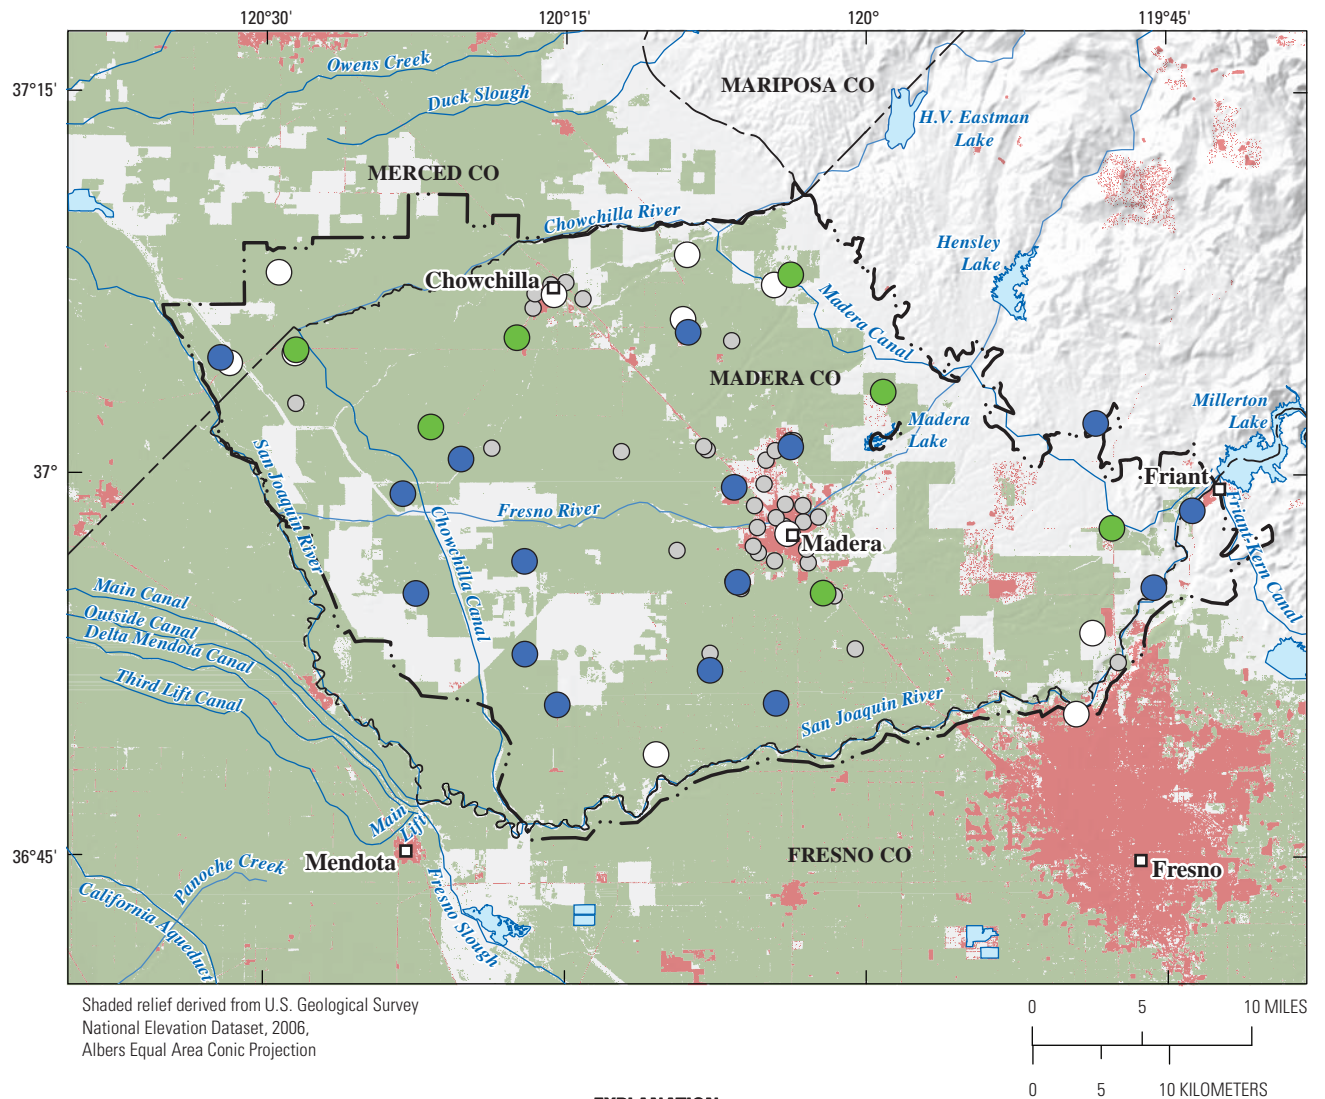 120°30'
120°15'
120°
119°45'
37°15'
37°
36°45'
Owens Creek
Duck Slough
MARIPOSA CO
H.V. Eastman
Lake
MERCED CO
Chowchilla River
Hensley
Lake
Chowchilla
Madera Canal
MADERA CO
Millerton
Lake
Madera
Lake
San Joaquin River
Friant
Fresno River
Chowchilla Canal
Friant-Kern Canal
Madera
Main Canal
Outside Canal
Delta Mendota Canal
Third Lift Canal
San Joaquin River
Main
Lift
Mendota
FRESNO CO
Fresno
Panoche Creek
California Aqueduct
Fresno Slough
Shaded relief derived from U.S. Geological Survey
National Elevation Dataset, 2006,
Albers Equal Area Conic Projection
0 5 10 MILES
0 5 10 KILOMETERS
EXPLANATION